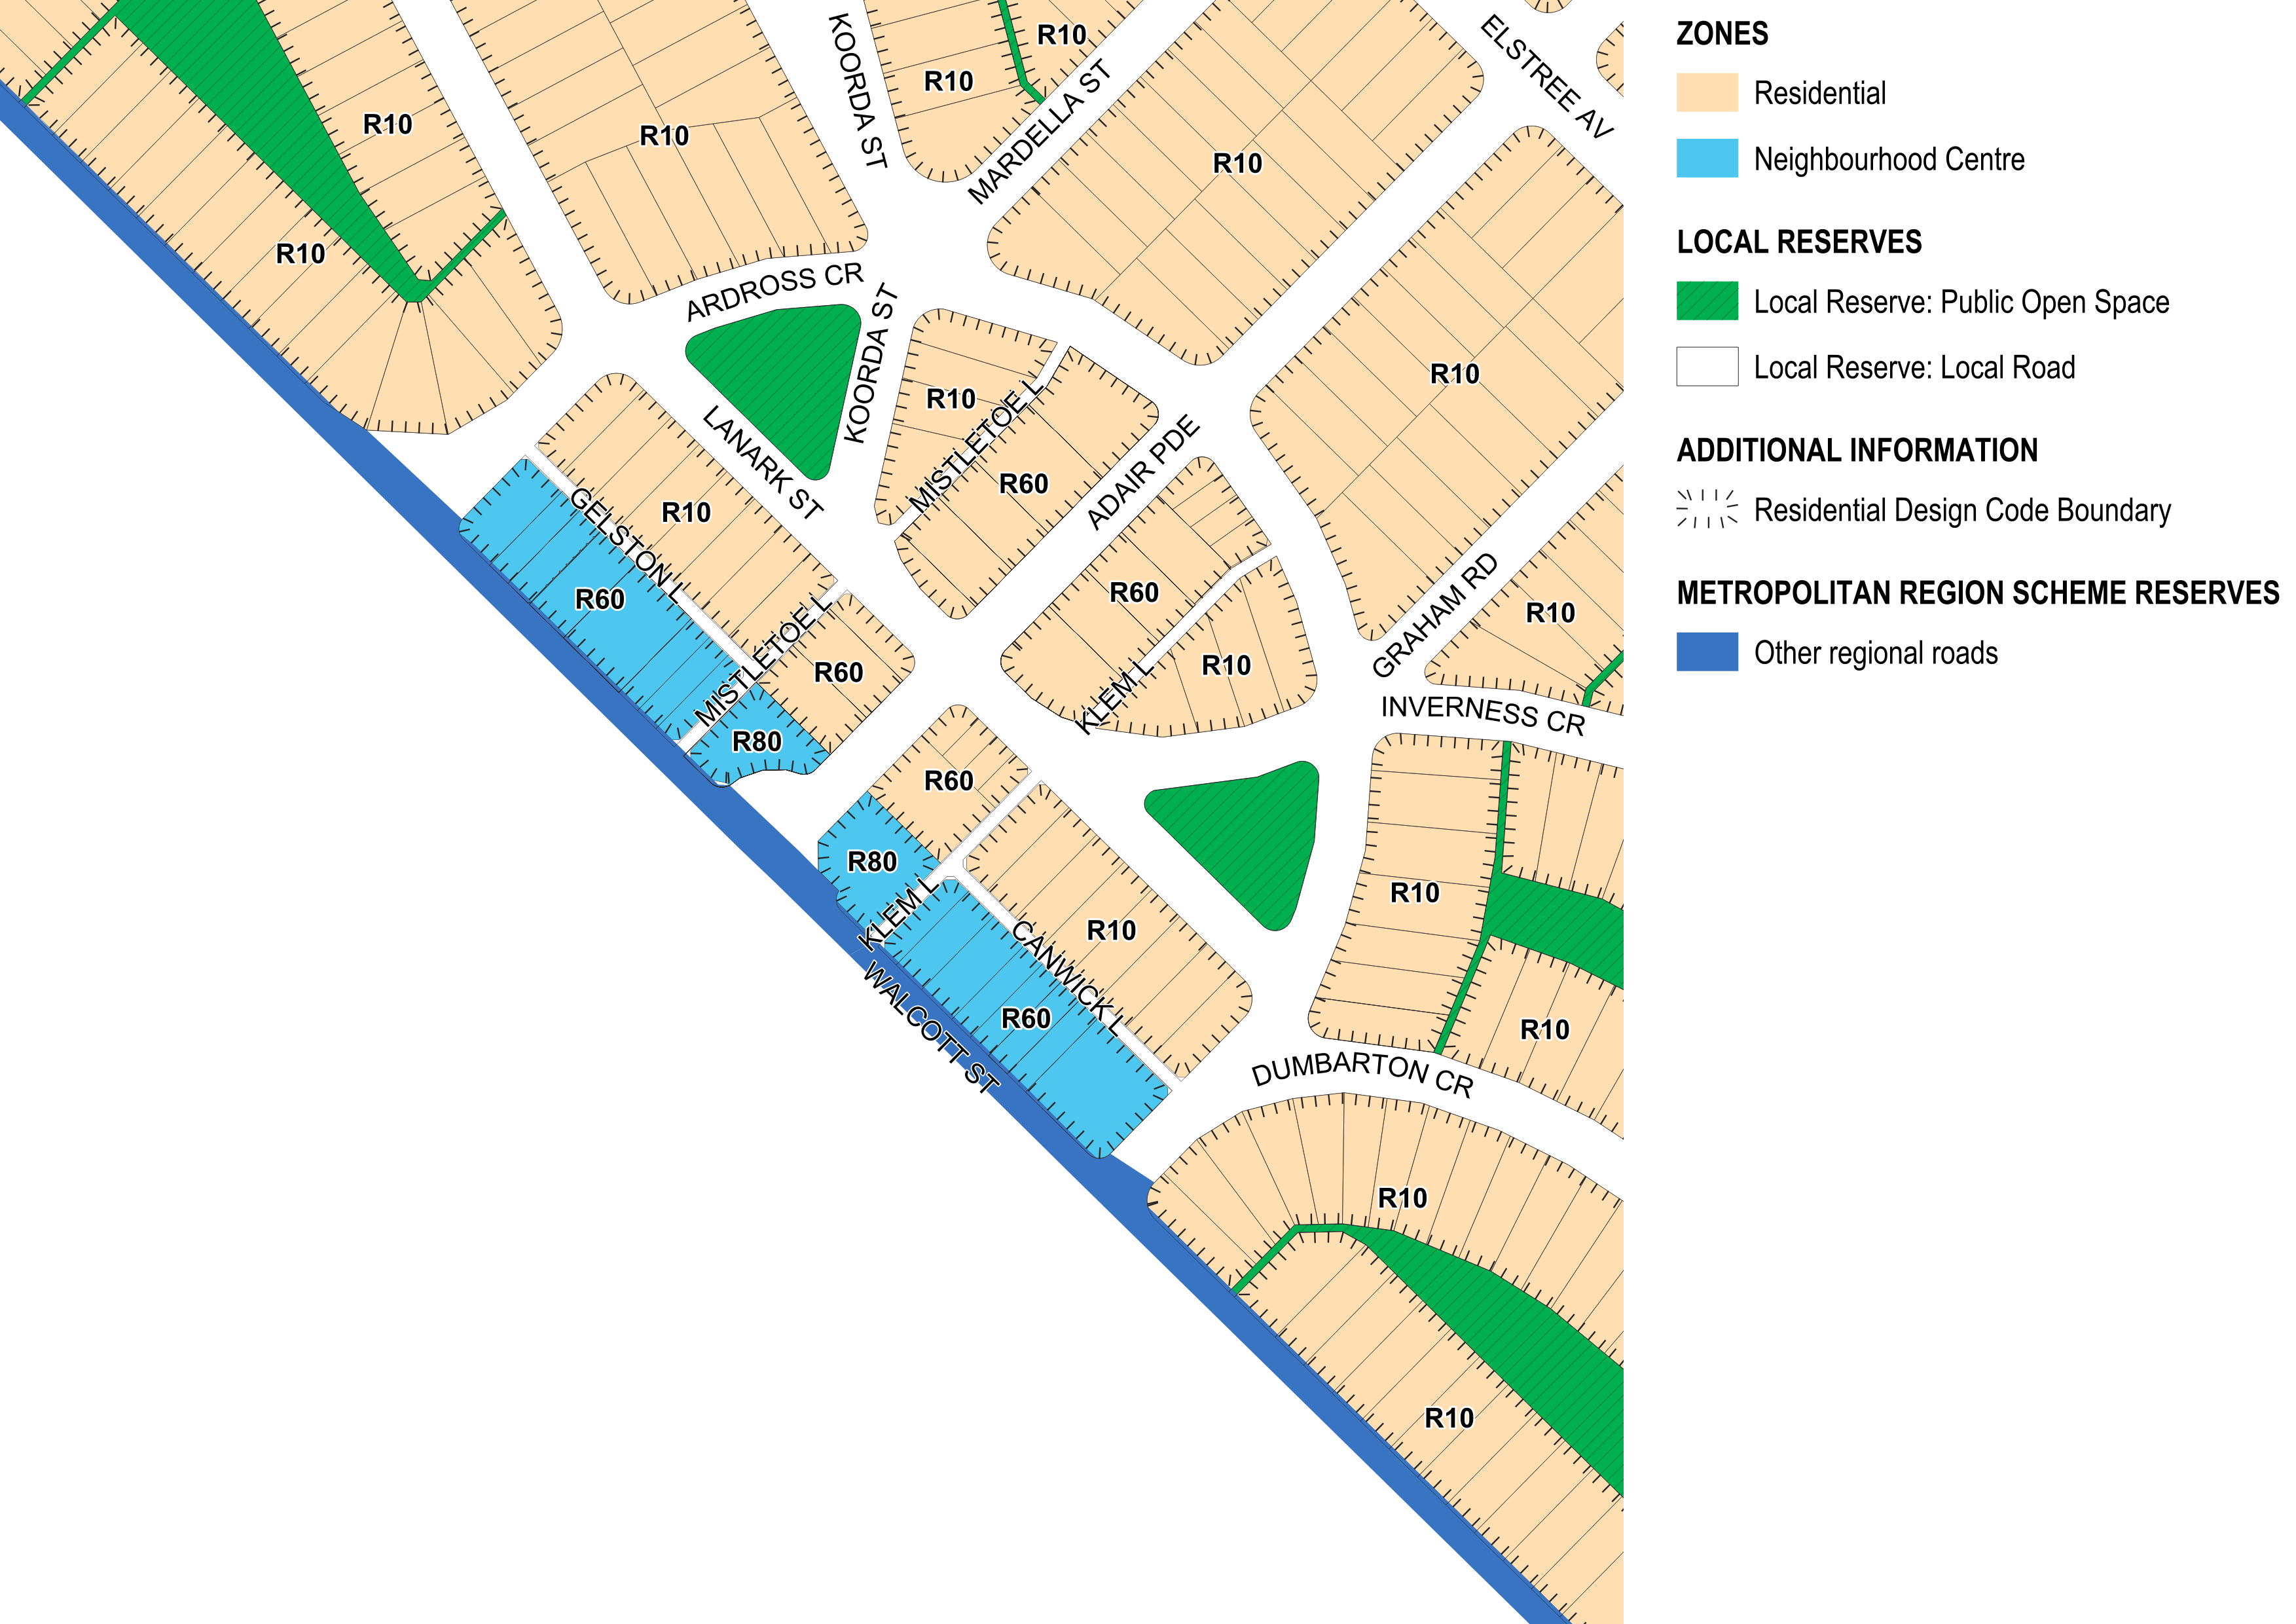 KOORDA ST
R10
ELSTREE AV
R10
MARDELLA ST
R10
R10
R10
R10
ARDROSS CR
KOORDA ST
R10
R10
MISTLETOE L
LANARK ST
R60
ADAIR PDE
R10
GELSTON L
R60
R60
GRAHAM RD
R10
MISTLETOE L
R60
R10
KLEM L
INVERNESS CR
R80
R60
R80
R10
KLEM L
R10
CANWICK L
WALCOTT ST
R60
R10
DUMBARTON CR
R10
R10
ZONES
Residential
Neighbourhood Centre
LOCAL RESERVES
Local Reserve: Public Open Space
Local Reserve: Local Road
ADDITIONAL INFORMATION
Residential Design Code Boundary
METROPOLITAN REGION SCHEME RESERVES
Other regional roads